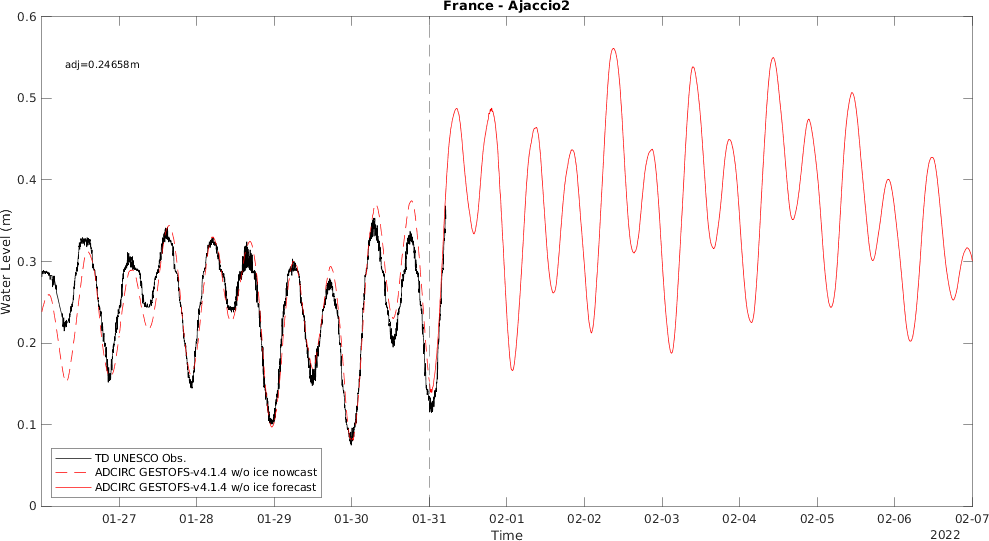 France - Ajaccio2
adj=0.24658m
Water Level (m)
0.6
0.5
0.4
0.3
0.2
0.1
0
TD UNESCO Obs.
ADCIRC GESTOFS-v4.1.4 w/o ice nowcast
ADCIRC GESTOFS-v4.1.4 w/o ice forecast
01-27 01-28 01-29 01-30 01-31 02-01 02-02 02-03 02-04 02-05 02-06 02-07
Time
2022